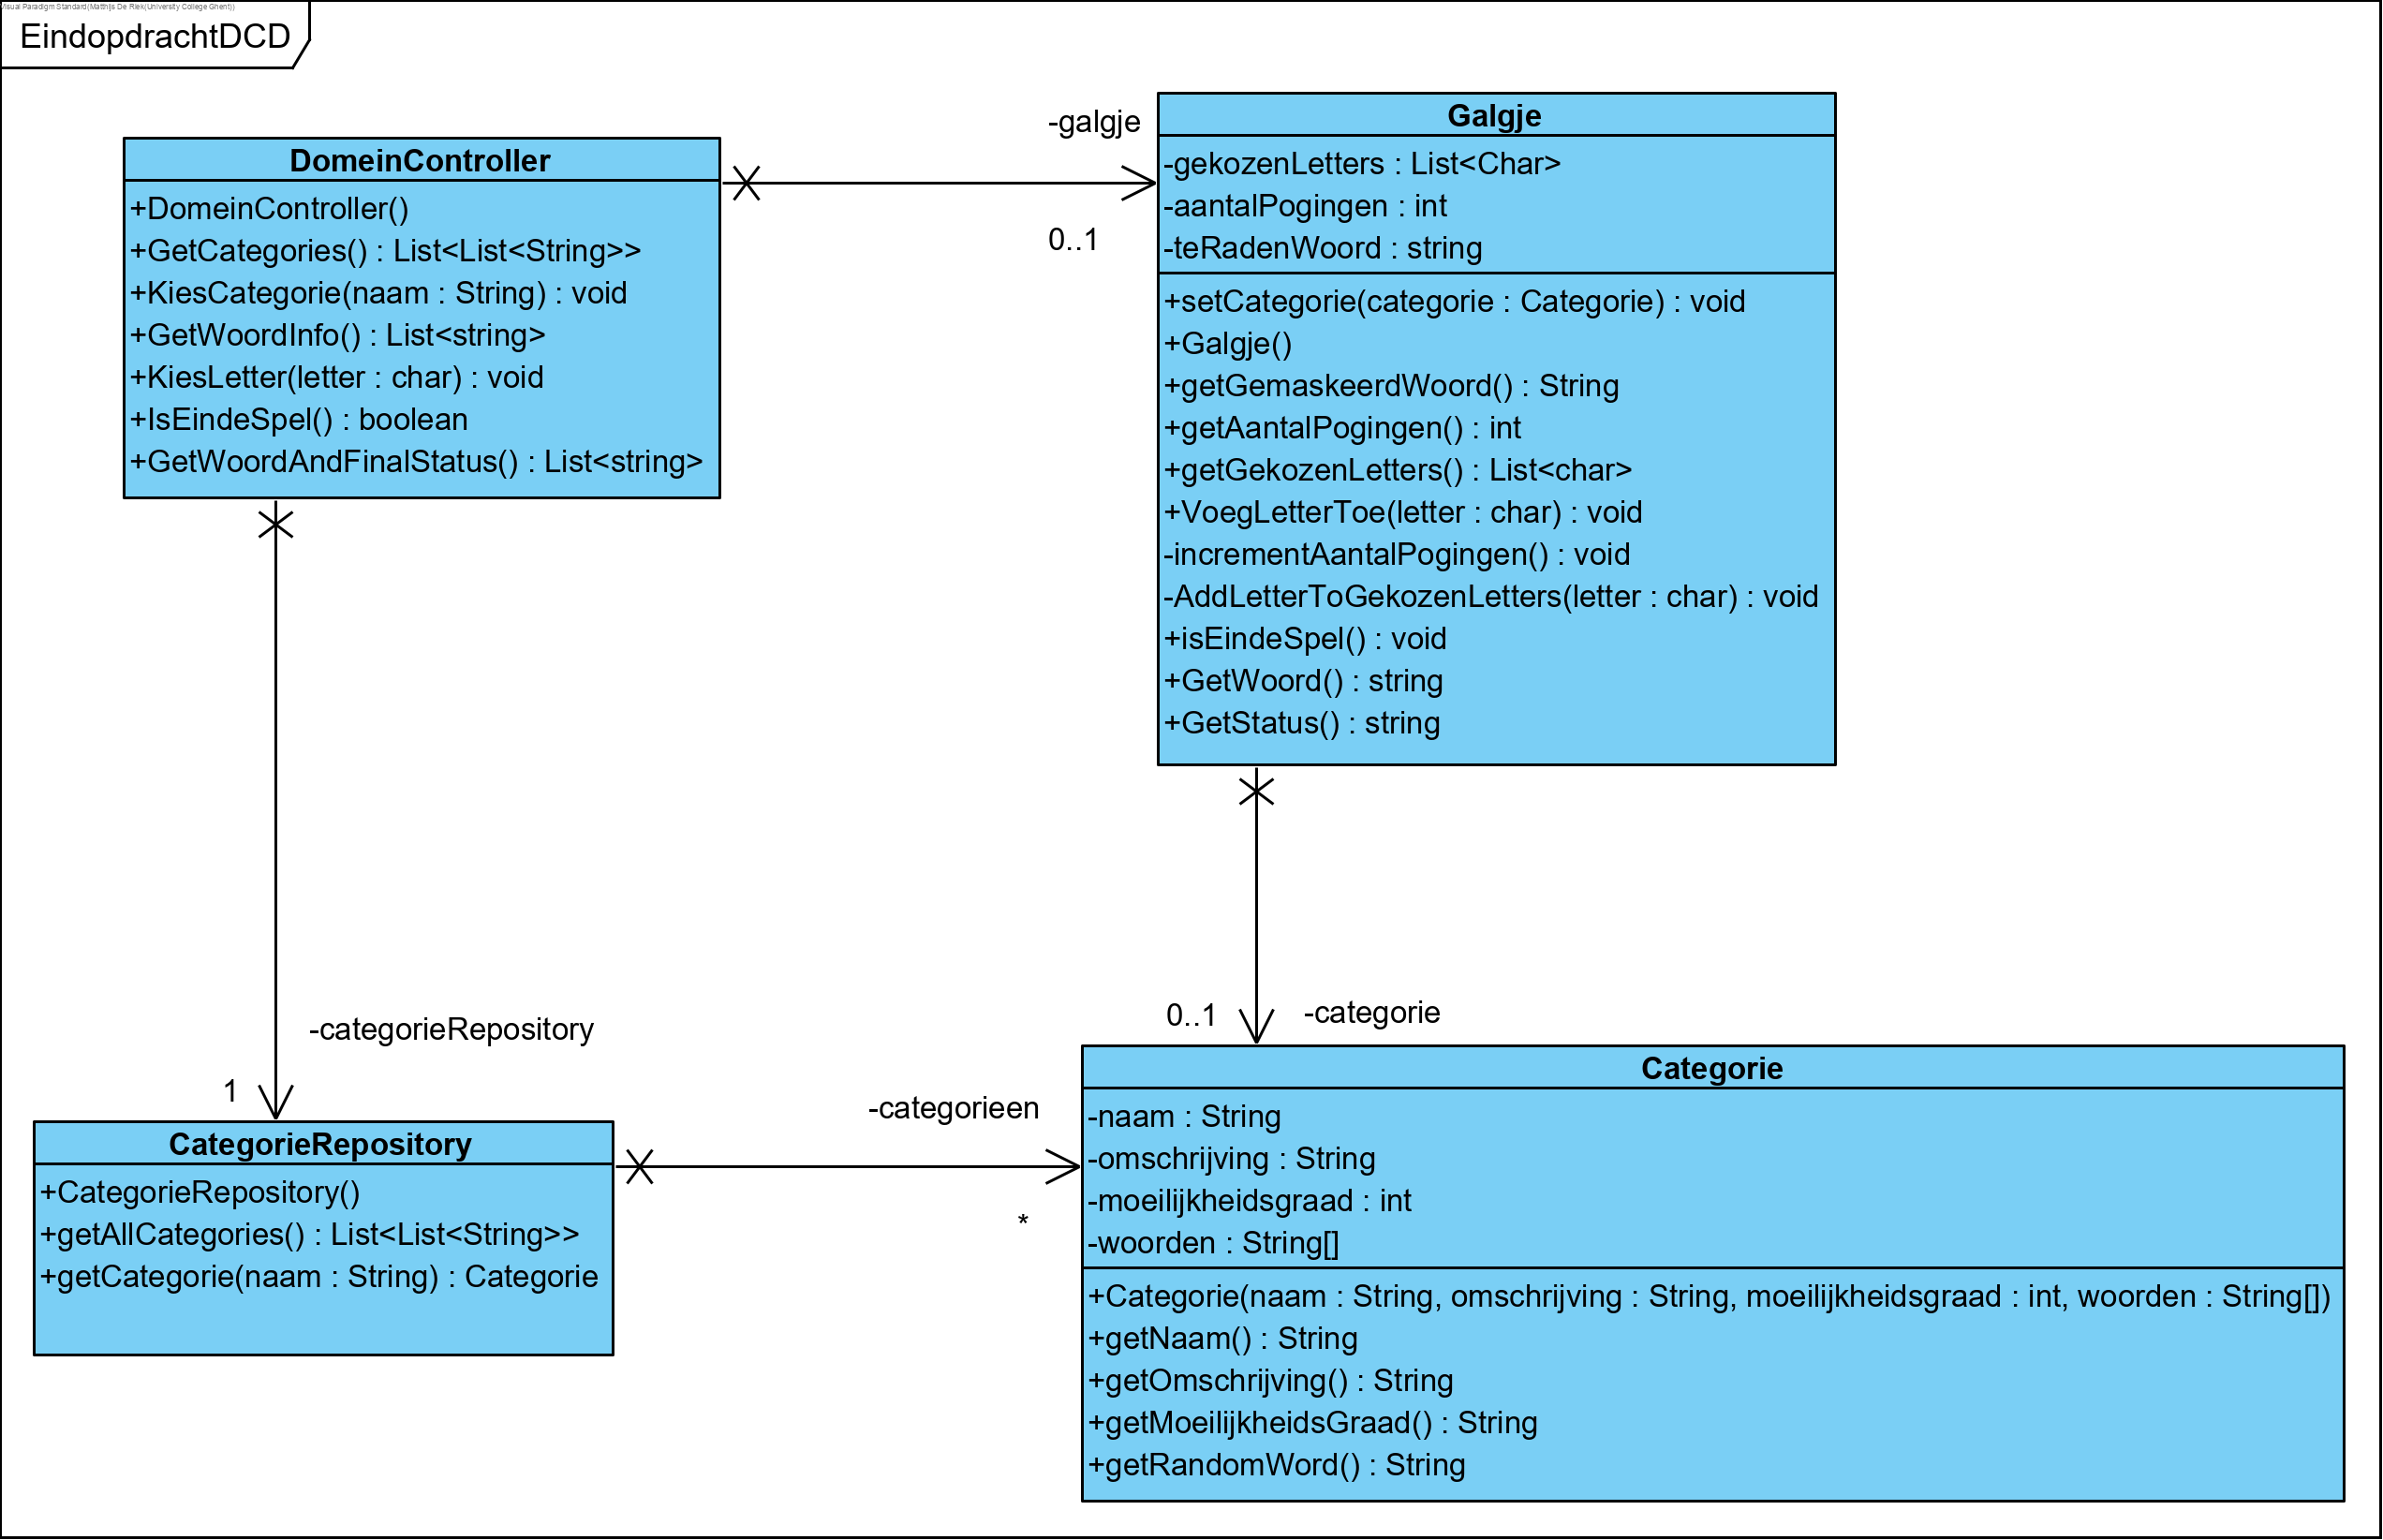 Visual Paradigm Standard(Matthijs De Riek(University College Ghent))
EindopdrachtDCD
DomeinController
+DomeinController()
+GetCategories() : List<List<String>>
+KiesCategorie(naam : String) : void
+GetWoordInfo() : List<string>
+KiesLetter(letter : char) : void
+IsEindeSpel() : boolean
+GetWoordAndFinalStatus() : List<string>
-galgje
0..1
Galgje
-gekozenLetters : List<Char>
-aantalPogingen : int
-teRadenWoord : string
+setCategorie(categorie : Categorie) : void
+Galgje()
+getGemaskeerdWoord() : String
+getAantalPogingen() : int
+getGekozenLetters() : List<char>
+VoegLetterToe(letter : char) : void
-incrementAantalPogingen() : void
-AddLetterToGekozenLetters(letter : char) : void
+isEindeSpel() : void
+GetWoord() : string
+GetStatus() : string
-categorieRepository
1
0..1
-categorie
CategorieRepository
+CategorieRepository()
+getAllCategories() : List<List<String>>
+getCategorie(naam : String) : Categorie
-categorieen
*
Categorie
-naam : String
-omschrijving : String
-moeilijkheidsgraad : int
-woorden : String[]
+Categorie(naam : String, omschrijving : String, moeilijkheidsgraad : int, woorden : String[])
+getNaam() : String
+getOmschrijving() : String
+getMoeilijkheidsGraad() : String
+getRandomWord() : String